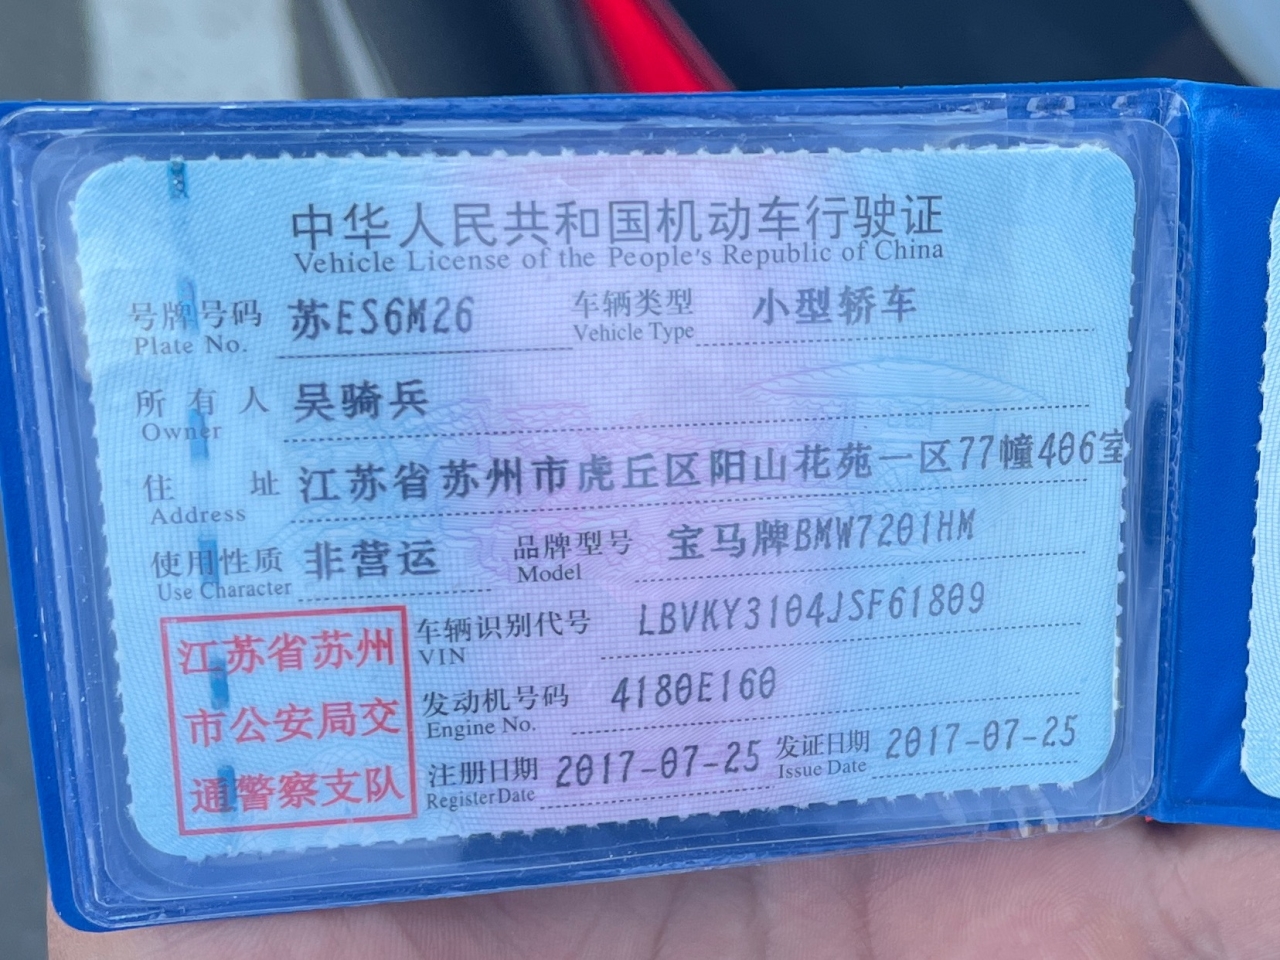 中华人民共和国机动车行驶证
Vehicle License of the People's Republic of China
号牌号码 苏ES6M26 车辆类型 小型轿车
Plate No. Vehicle Type
所有人 吴骑兵
Owner
住址 江苏省苏州市虎丘区阳山花苑一区77幢406室
Address
使用性质 非营运 品牌型号 宝马牌BMW7201HM
Use Character Model
车辆识别代号 LBVKY3104JSF61809
VIN
发动机号码 4180E160
Engine No.
注册日期 2017-07-25 发证日期 2017-07-25
Register Date Issue Date
江苏省苏州
市公安局交
通警察支队